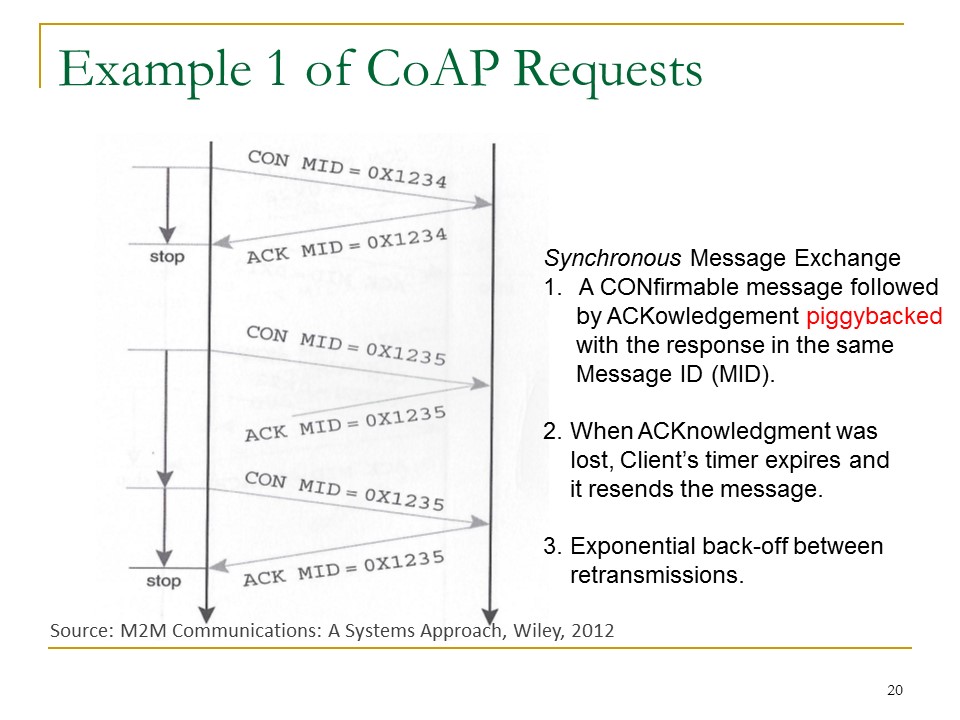 Example 1 of CoAP Requests
CON MID = 0X1234
ACK MID = 0X1234
stop
CON MID = 0X1235
ACK MID = 0X1235
CON MID = 0X1235
ACK MID = 0X1235
stop
Synchronous Message Exchange
1. A CONfirmable message followed
by ACKowledgement piggybacked
with the response in the same
Message ID (MID).
2. When ACKnowledgment was
lost, Client’s timer expires and
it resends the message.
3. Exponential back-off between
retransmissions.
Source: M2M Communications: A Systems Approach, Wiley, 2012
20